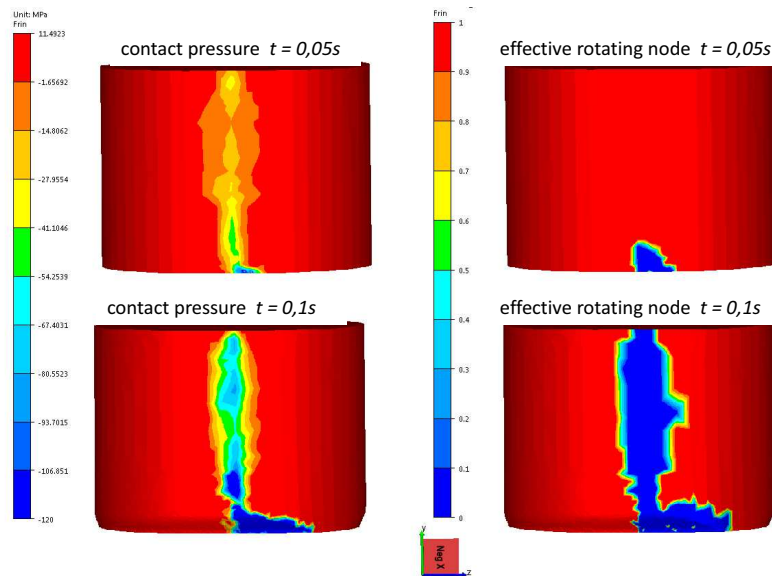 Unit: MPa
Frin
11.4923
-1.65692
-14.8062
-27.9554
-41.1046
-54.2539
-67.4031
-80.5523
-93.7015
-106.851
-120
contact pressure t = 0,05s
contact pressure t = 0,1s
Frin
1
0.9
0.8
0.7
0.6
0.5
0.4
0.3
0.2
0.1
0
effective rotating node t = 0,05s
effective rotating node t = 0,1s
Y
Neg X
Z